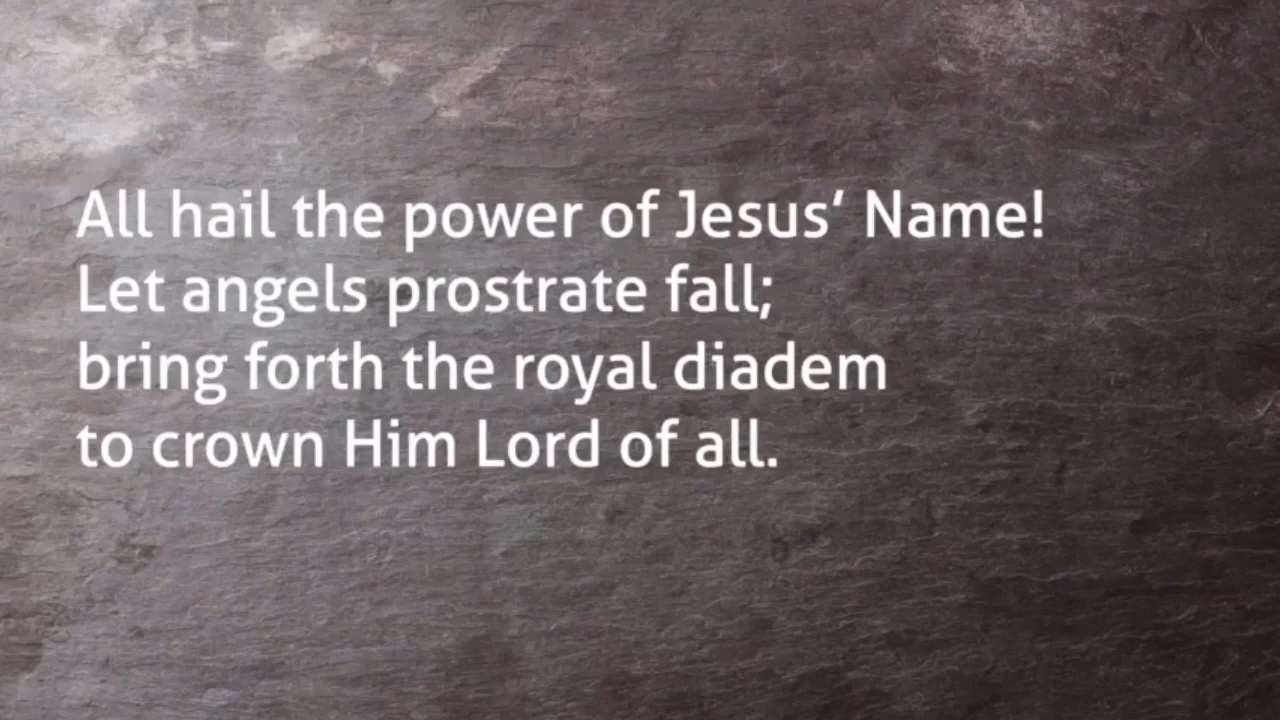 All hail the power of Jesus’ Name!
Let angels prostrate fall;
bring forth the royal diadem
to crown Him Lord of all.